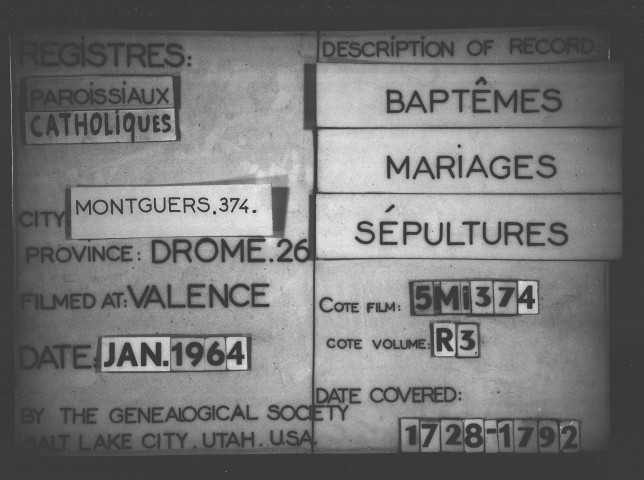 REGISTRES:
PAROISSIAUX
CATHOLIQUES
CITY MONTGUERS.374.
PROVINCE: DROME.26
FILMED AT: VALENCE
DATE: JAN.1964
BY THE GENEALOGICAL SOCIETY
SALT LAKE CITY. UTAH. U.S.A.
DESCRIPTION OF RECORD:
BAPTÊMES
MARIAGES
SÉPULTURES
COTE FILM: 5Mi374
COTE VOLUME: R3
DATE COVERED:
1728-1792